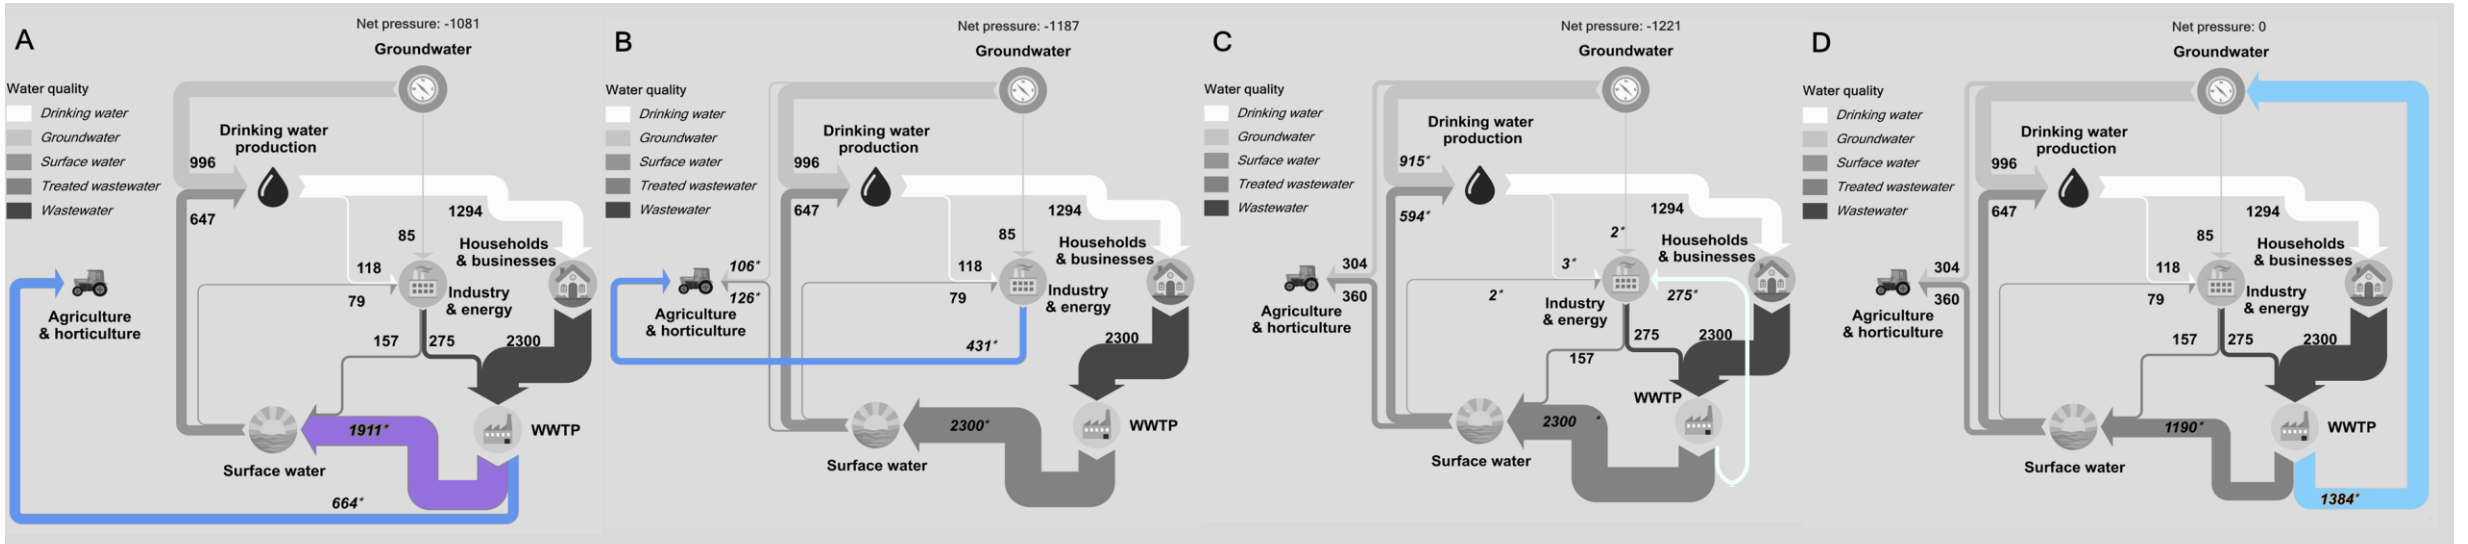 A
Net pressure: -1081
Groundwater
Water quality
Drinking water
Groundwater
Surface water
Treated wastewater
Wastewater
Drinking water
production
996
647
1294
85
Households
& businesses
118
79
Industry
& energy
Agriculture
& horticulture
157
275
2300
1911*
WWTP
Surface water
664*
B
Net pressure: -1187
Groundwater
Water quality
Drinking water
Groundwater
Surface water
Treated wastewater
Wastewater
Drinking water
production
996
647
1294
85
Households
& businesses
106*
126*
118
79
Industry
& energy
Agriculture
& horticulture
431*
2300
2300*
WWTP
Surface water
C
Net pressure: -1221
Groundwater
Water quality
Drinking water
Groundwater
Surface water
Treated wastewater
Wastewater
Drinking water
production
915*
594*
1294
2*
Households
& businesses
304
360
3*
2*
275*
Industry
& energy
Agriculture
& horticulture
275
2300
157
WWTP
2300 *
Surface water
D
Net pressure: 0
Groundwater
Water quality
Drinking water
Groundwater
Surface water
Treated wastewater
Wastewater
Drinking water
production
996
647
1294
85
Households
& businesses
304
360
118
79
Industry
& energy
Agriculture
& horticulture
157
275
2300
1190*
WWTP
Surface water
1384*